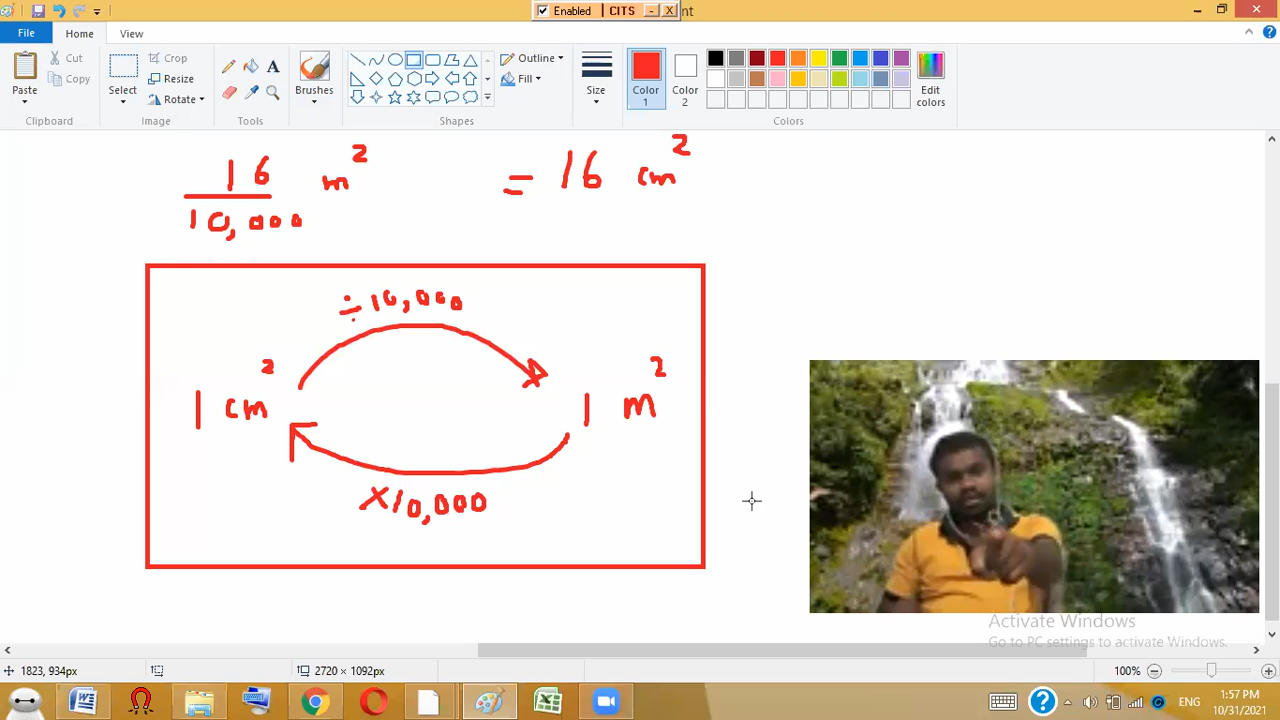 Enabled | CITS - X nt
File Home View
Cut
Copy
Paste
Clipboard
Select
Crop
Resize
Rotate
Image
A
Tools
Brushes
Shapes
Outline
Fill
Size
Color 1
Color 2
Edit colors
Colors
16 m² = 16 cm²
10,000
÷10,000
1 cm² 1 m²
×10,000
Activate Windows
Go to PC settings to activate Windows.
1823, 934px 2720 × 1092px 100%
ENG 1:57 PM
10/31/2021